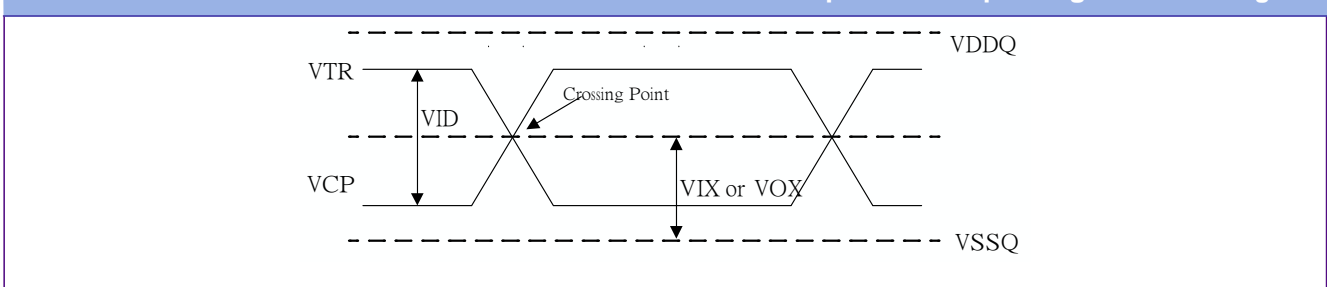 VDDQ
VTR
Crossing Point
VID
VCP
VIX or VOX
VSSQ